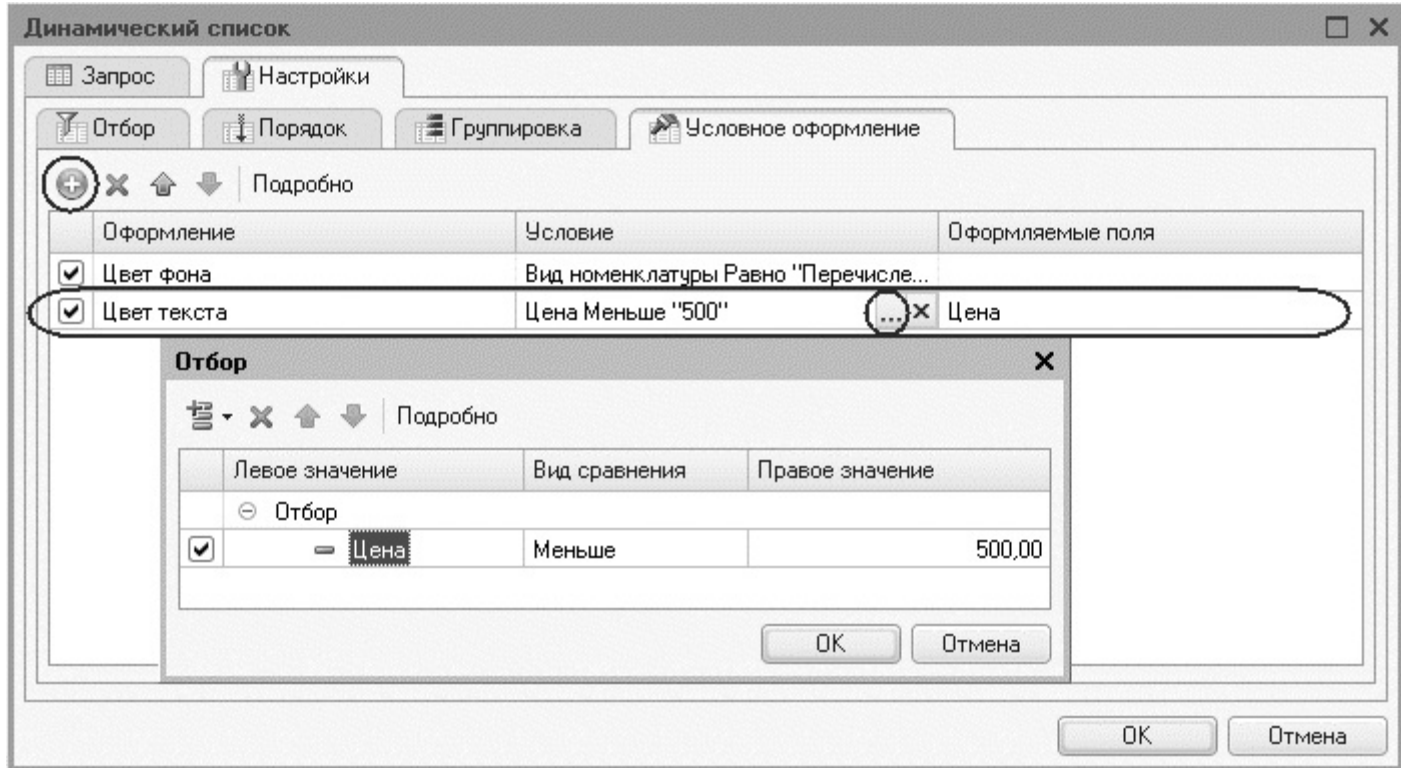 Динамический список
Запрос Настройки
Отбор Порядок Группировка Условное оформление
Подробно
Оформление Условие Оформляемые поля
Цвет фона Вид номенклатуры Равно "Перечисле...
Цвет текста Цена Меньше "500" ... Цена
Отбор
Подробно
Левое значение Вид сравнения Правое значение
Отбор
Цена Меньше 500,00
ОК Отмена
ОК Отмена